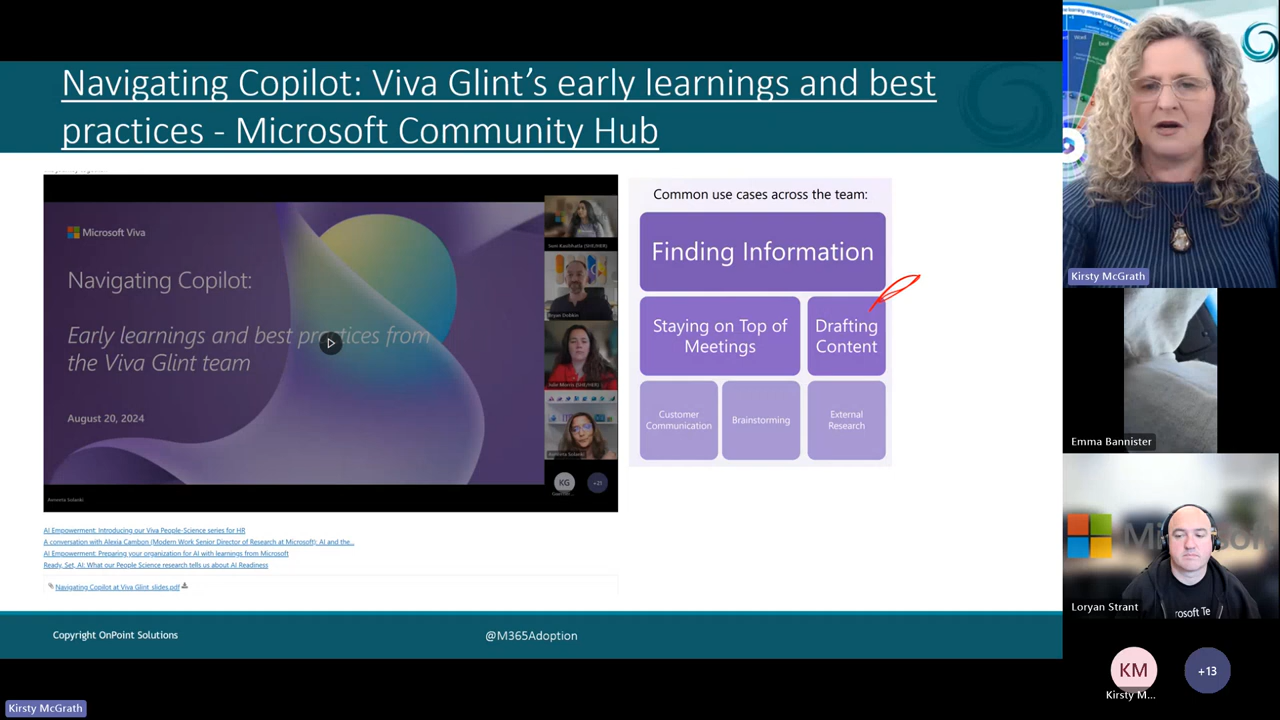 Navigating Copilot: Viva Glint’s early learnings and best
practices - Microsoft Community Hub
Microsoft Viva
Navigating Copilot:
Early learnings and best practices from
the Viva Glint team
August 20, 2024
KG
+21
Common use cases across the team:
Finding Information
Staying on Top of
Meetings
Drafting
Content
Customer
Communication
Brainstorming
External
Research
AI Empowerment: Introducing our Viva People-Science series for HR
A conversation with Alexia Cambon (Modern Work Senior Director of Research at Microsoft): AI and the...
AI Empowerment: Preparing your organization for AI with learnings from Microsoft
Ready, Set, AI: What our People Science research tells us about AI Readiness
Navigating Copilot at Viva Glint_slides.pdf
Copyright OnPoint Solutions
@M365Adoption
Kirsty McGrath
Kirsty McGrath
Emma Bannister
Loryan Strant
KM
Kirsty M...
+13